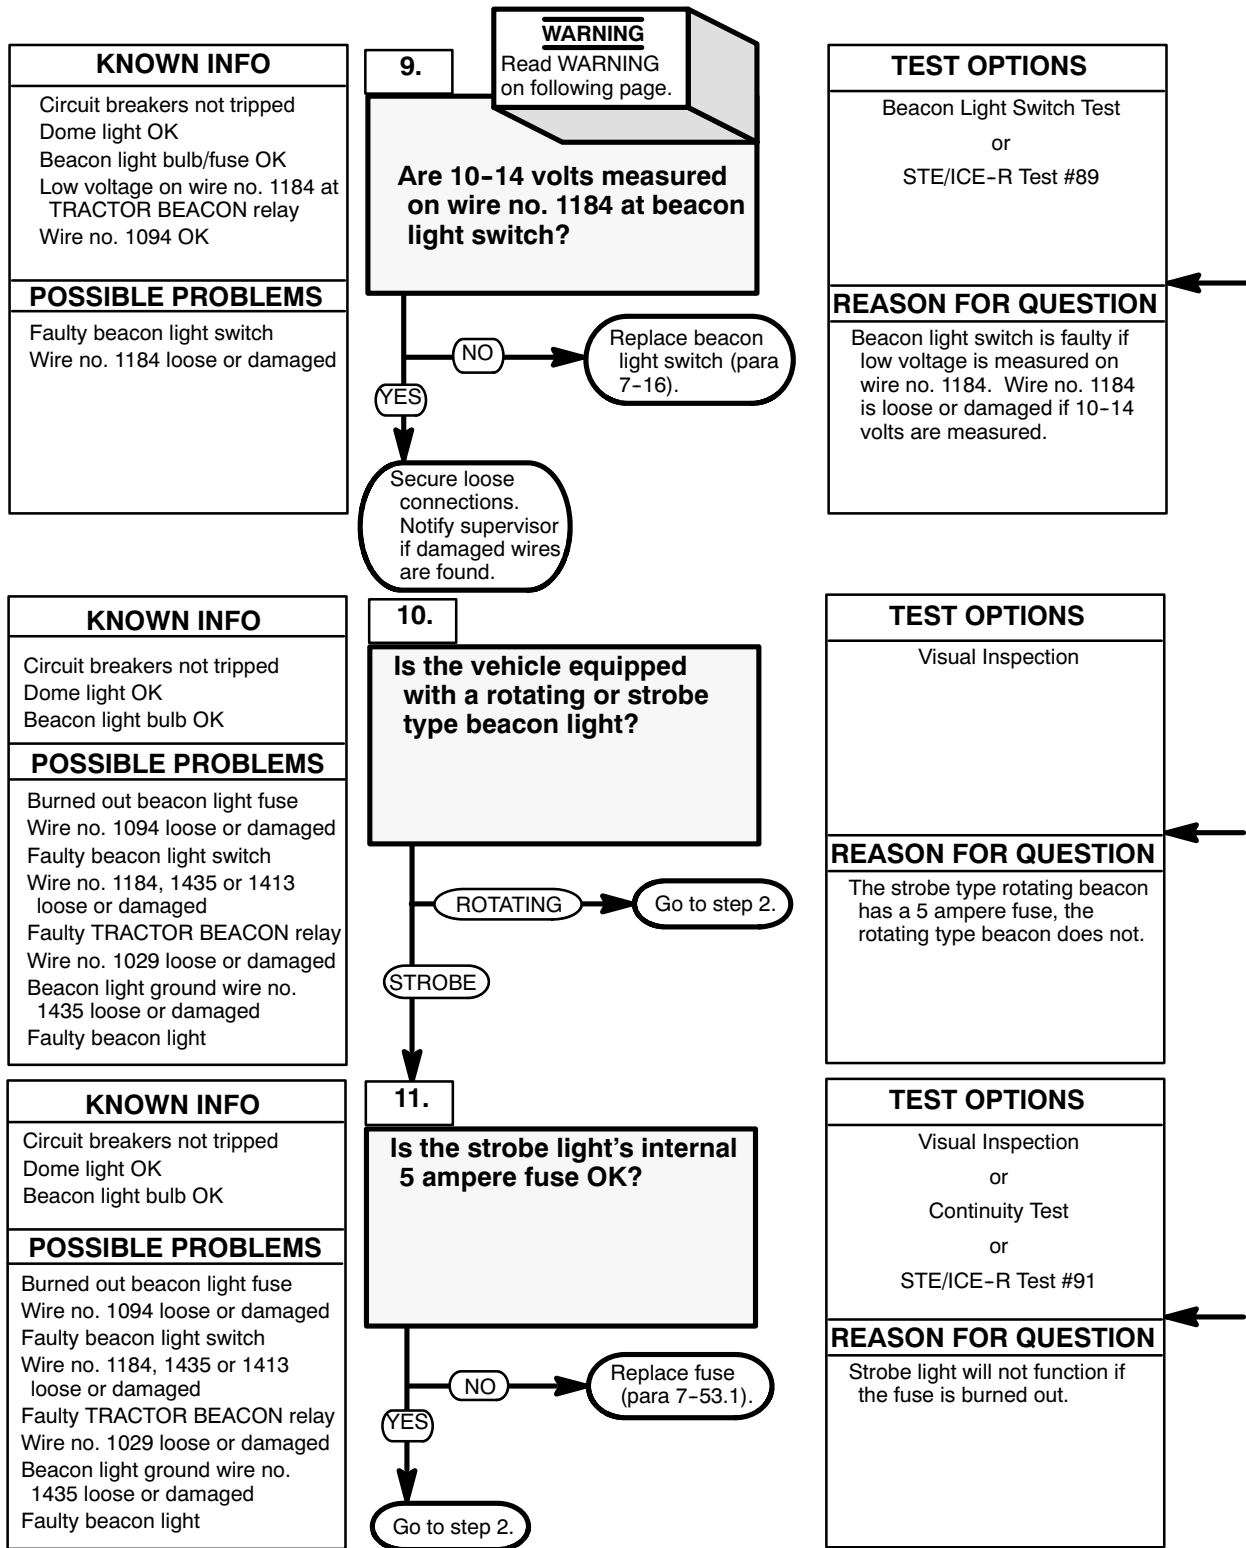 KNOWN INFO
Circuit breakers not tripped
Dome light OK
Beacon light bulb/fuse OK
Low voltage on wire no. 1184 at
TRACTOR BEACON relay
Wire no. 1094 OK
POSSIBLE PROBLEMS
Faulty beacon light switch
Wire no. 1184 loose or damaged
9.
WARNING
Read WARNING
on following page.
Are 10-14 volts measured
on wire no. 1184 at beacon
light switch?
NO
Replace beacon
light switch (para
7-16).
YES
Secure loose
connections.
Notify supervisor
if damaged wires
are found.
TEST OPTIONS
Beacon Light Switch Test
or
STE/ICE-R Test #89
REASON FOR QUESTION
Beacon light switch is faulty if
low voltage is measured on
wire no. 1184. Wire no. 1184
is loose or damaged if 10-14
volts are measured.
KNOWN INFO
Circuit breakers not tripped
Dome light OK
Beacon light bulb OK
POSSIBLE PROBLEMS
Burned out beacon light fuse
Wire no. 1094 loose or damaged
Faulty beacon light switch
Wire no. 1184, 1435 or 1413
loose or damaged
Faulty TRACTOR BEACON relay
Wire no. 1029 loose or damaged
Beacon light ground wire no.
1435 loose or damaged
Faulty beacon light
10.
Is the vehicle equipped
with a rotating or strobe
type beacon light?
ROTATING
Go to step 2.
STROBE
TEST OPTIONS
Visual Inspection
REASON FOR QUESTION
The strobe type rotating beacon
has a 5 ampere fuse, the
rotating type beacon does not.
KNOWN INFO
Circuit breakers not tripped
Dome light OK
Beacon light bulb OK
POSSIBLE PROBLEMS
Burned out beacon light fuse
Wire no. 1094 loose or damaged
Faulty beacon light switch
Wire no. 1184, 1435 or 1413
loose or damaged
Faulty TRACTOR BEACON relay
Wire no. 1029 loose or damaged
Beacon light ground wire no.
1435 loose or damaged
Faulty beacon light
11.
Is the strobe light's internal
5 ampere fuse OK?
NO
Replace fuse
(para 7-53.1).
YES
Go to step 2.
TEST OPTIONS
Visual Inspection
or
Continuity Test
or
STE/ICE-R Test #91
REASON FOR QUESTION
Strobe light will not function if
the fuse is burned out.